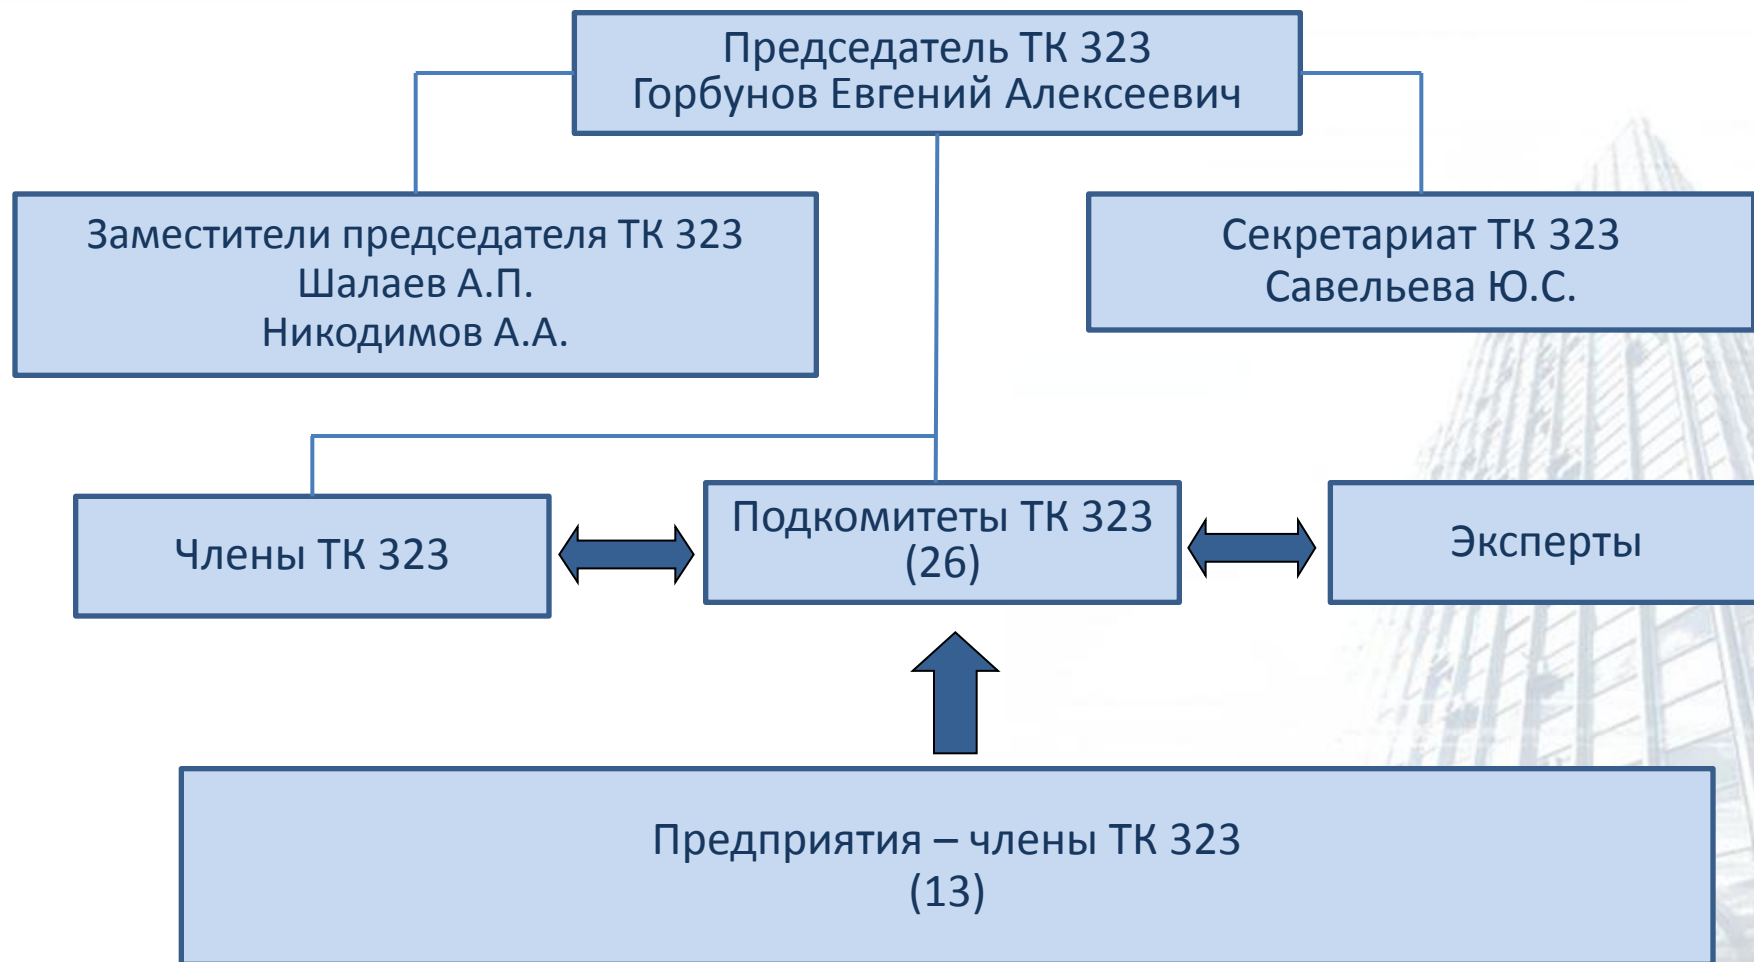 Председатель ТК 323
Горбунов Евгений Алексеевич
Заместители председателя ТК 323
Шалаев А.П.
Никодимов А.А.
Секретариат ТК 323
Савельева Ю.С.
Члены ТК 323
Подкомитеты ТК 323
(26)
Эксперты
Предприятия – члены ТК 323
(13)